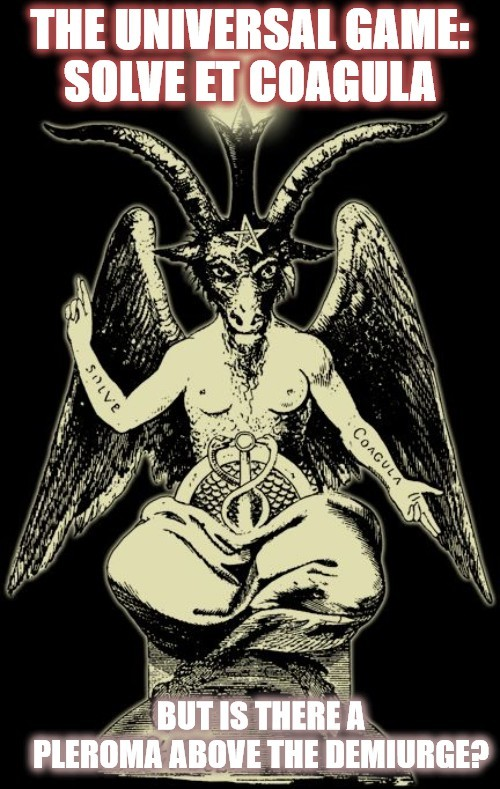 THE UNIVERSAL GAME:
SOLVE ET COAGULA
SOLVE
COAGULA
BUT IS THERE A
PLEROMA ABOVE THE DEMIURGE?